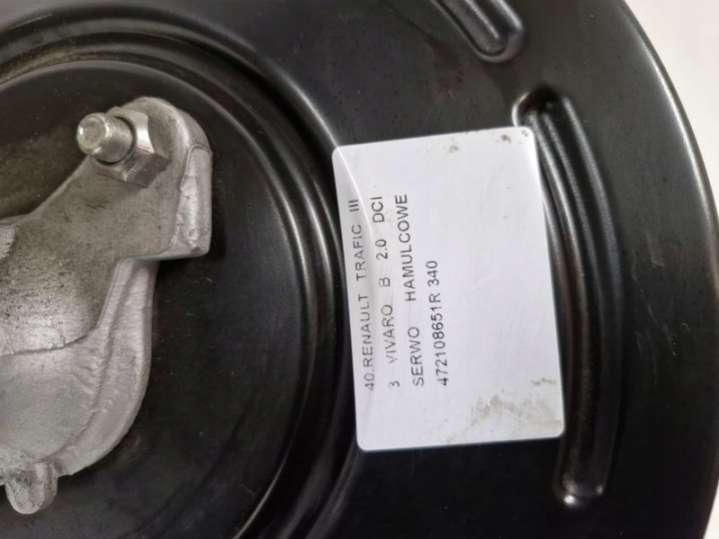 40.RENAULT TRAFIC III
3 VIVARO B 2.0 DCI
SERWO HAMULCOWE
472108651R 340